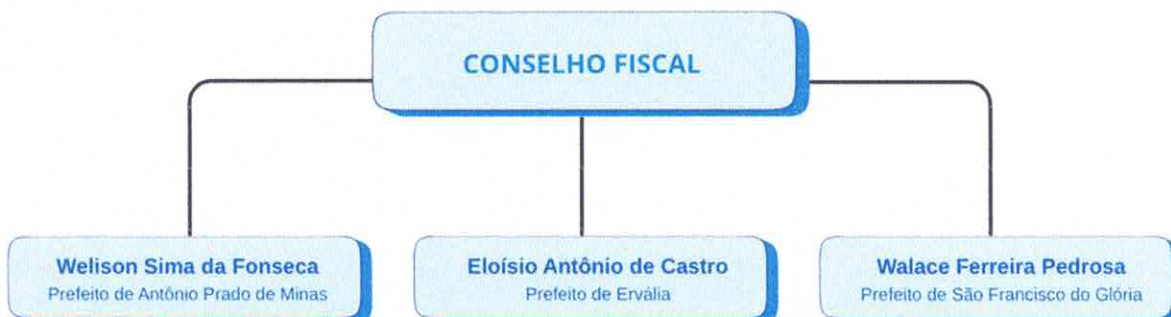 CONSELHO FISCAL
Welison Sima da Fonseca
Prefeito de Antônio Prado de Minas
Eloísio Antônio de Castro
Prefeito de Ervália
Walace Ferreira Pedrosa
Prefeito de São Francisco do Glória